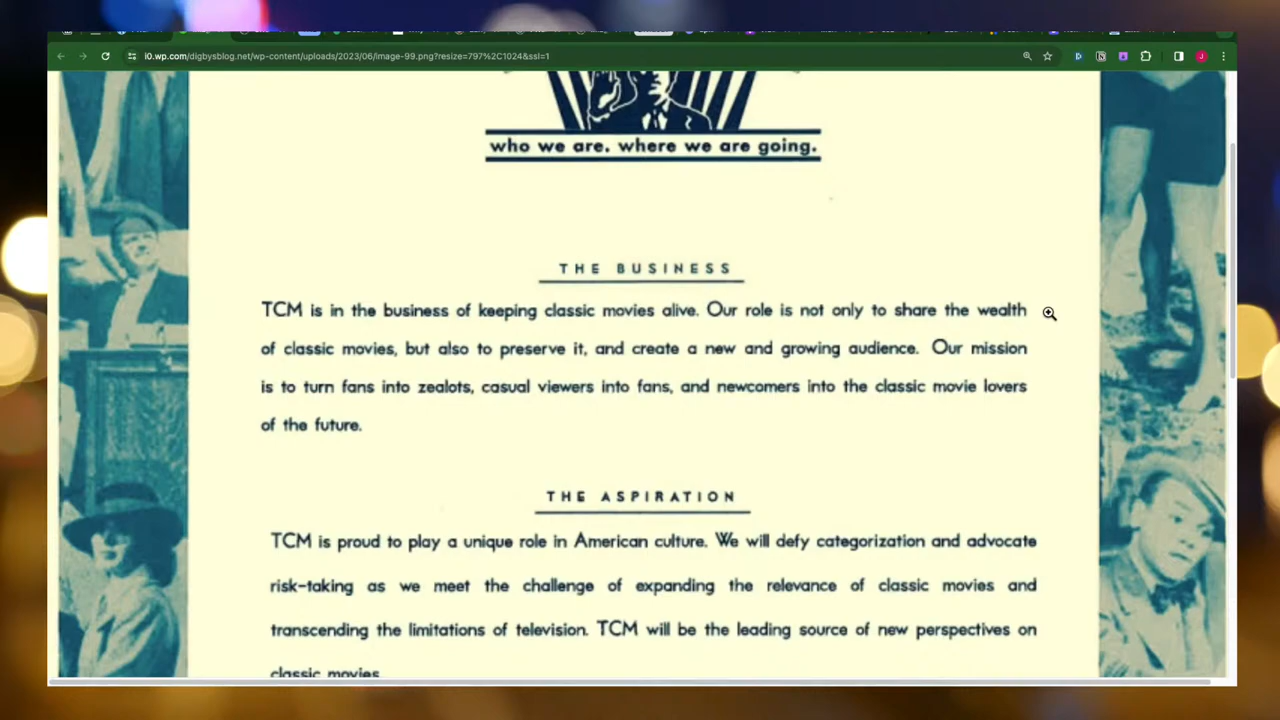 i0.wp.com/digbysblog.net/wp-content/uploads/2023/06/image-99.png?resize=797%2C1024&ssl=1
who we are. where we are going.
THE BUSINESS
TCM is in the business of keeping classic movies alive. Our role is not only to share the wealth
of classic movies, but also to preserve it, and create a new and growing audience. Our mission
is to turn fans into zealots, casual viewers into fans, and newcomers into the classic movie lovers
of the future.
THE ASPIRATION
TCM is proud to play a unique role in American culture. We will defy categorization and advocate
risk-taking as we meet the challenge of expanding the relevance of classic movies and
transcending the limitations of television. TCM will be the leading source of new perspectives on
classic movies